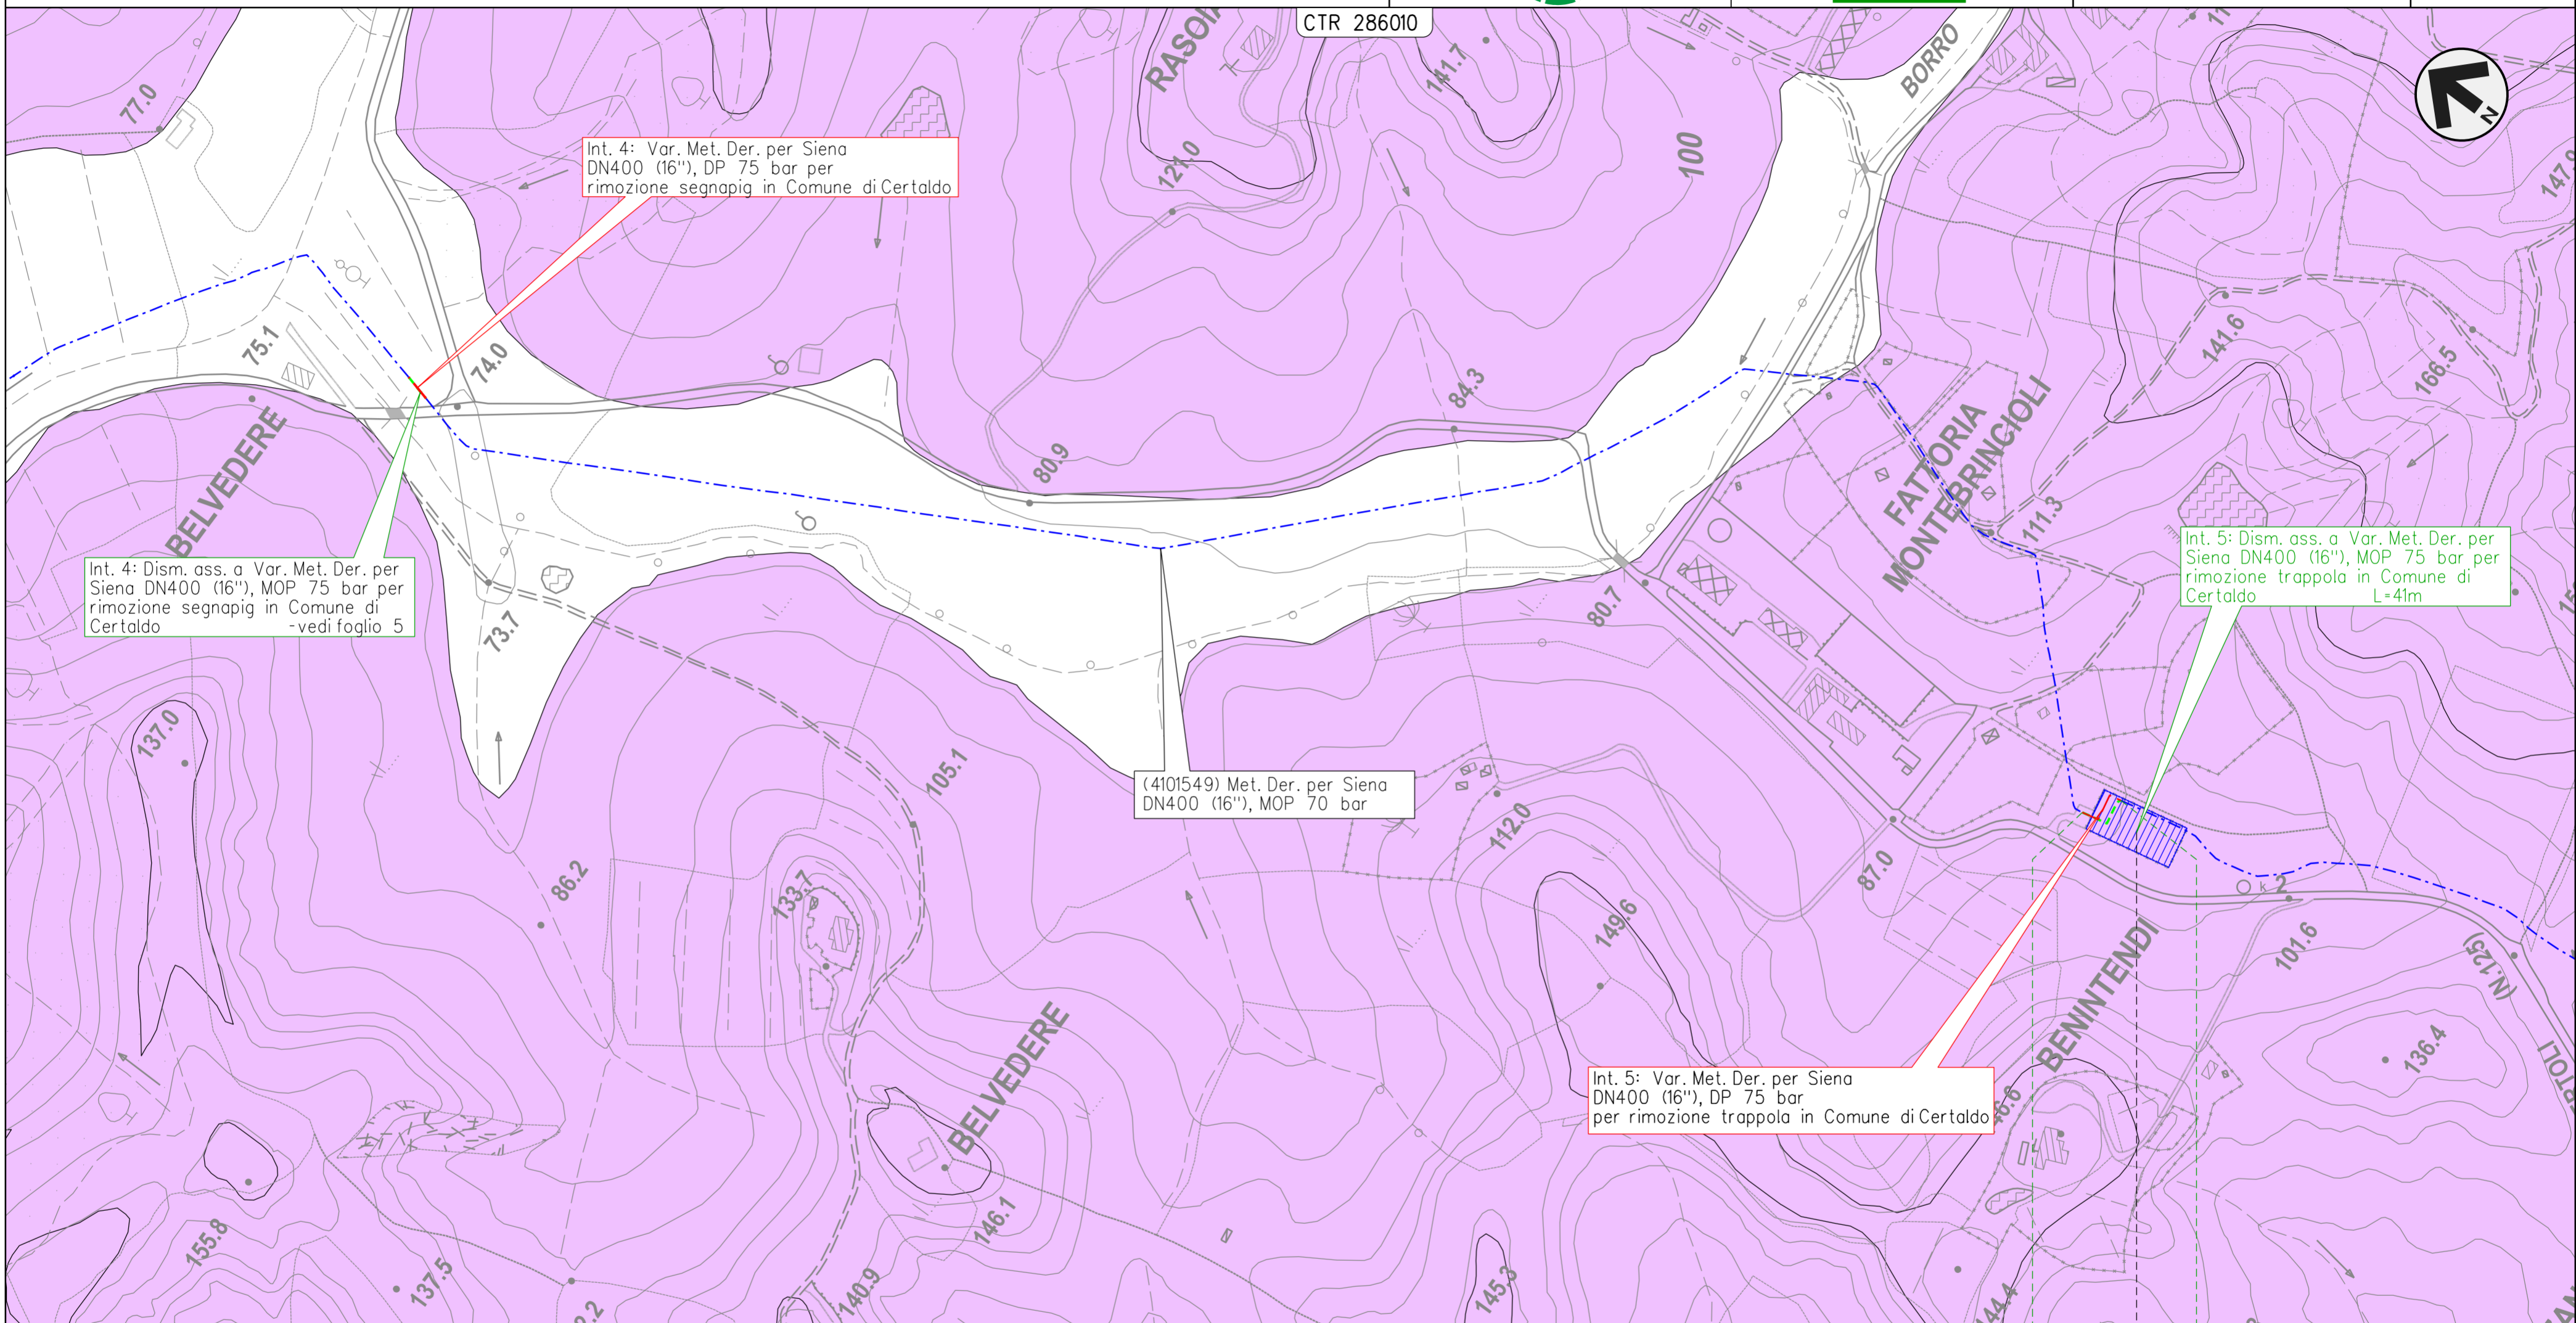 CTR 286010
RASOIA
BORRO
77.0
141.7
121.0
100
N
Int. 4: Var. Met. Der. per Siena
DN400 (16"), DP 75 bar per
rimozione segnapig in Comune di Certaldo
75.1
74.0
BELVEDERE
84.3
80.9
141.6
166.5
FATTORIA
MONTEBRINCIOLI
111.3
Int. 4: Dism. ass. a Var. Met. Der. per
Siena DN400 (16"), MOP 75 bar per
rimozione segnapig in Comune di
Certaldo -vedi foglio 5
Int. 5: Dism. ass. a Var. Met. Der. per
Siena DN400 (16"), MOP 75 bar per
rimozione trappola in Comune di
Certaldo L=41m
73.7
80.7
137.0
105.1
(4101549) Met. Der. per Siena
DN400 (16"), MOP 70 bar
112.0
86.2
133.7
87.0
149.6
k 2
101.6
(N.125)
BENINTENDI
136.4
BELVEDERE
Int. 5: Var. Met. Der. per Siena
DN400 (16"), DP 75 bar
per rimozione trappola in Comune di Certaldo
155.8
146.1
137.5
140.9
145.3
144.4